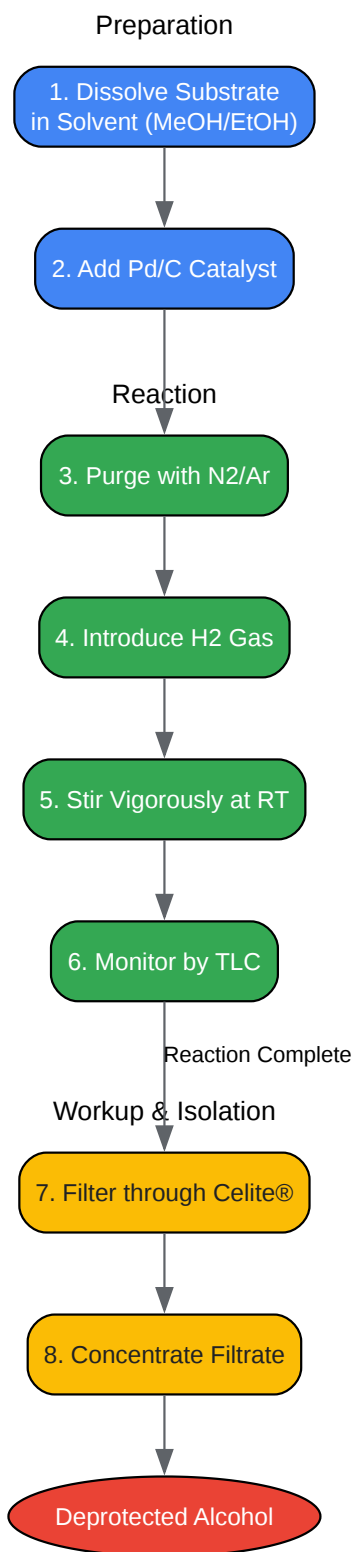 Preparation
1. Dissolve Substrate
in Solvent (MeOH/EtOH)
2. Add Pd/C Catalyst
Reaction
3. Purge with N2/Ar
4. Introduce H2 Gas
5. Stir Vigorously at RT
6. Monitor by TLC
Reaction Complete
Workup & Isolation
7. Filter through Celite®
8. Concentrate Filtrate
Deprotected Alcohol